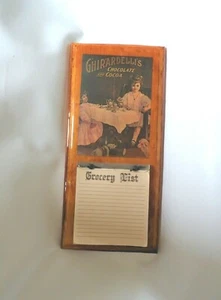 GHIRARDELLI'S
CHOCOLATE
AND COCOA
Grocery List